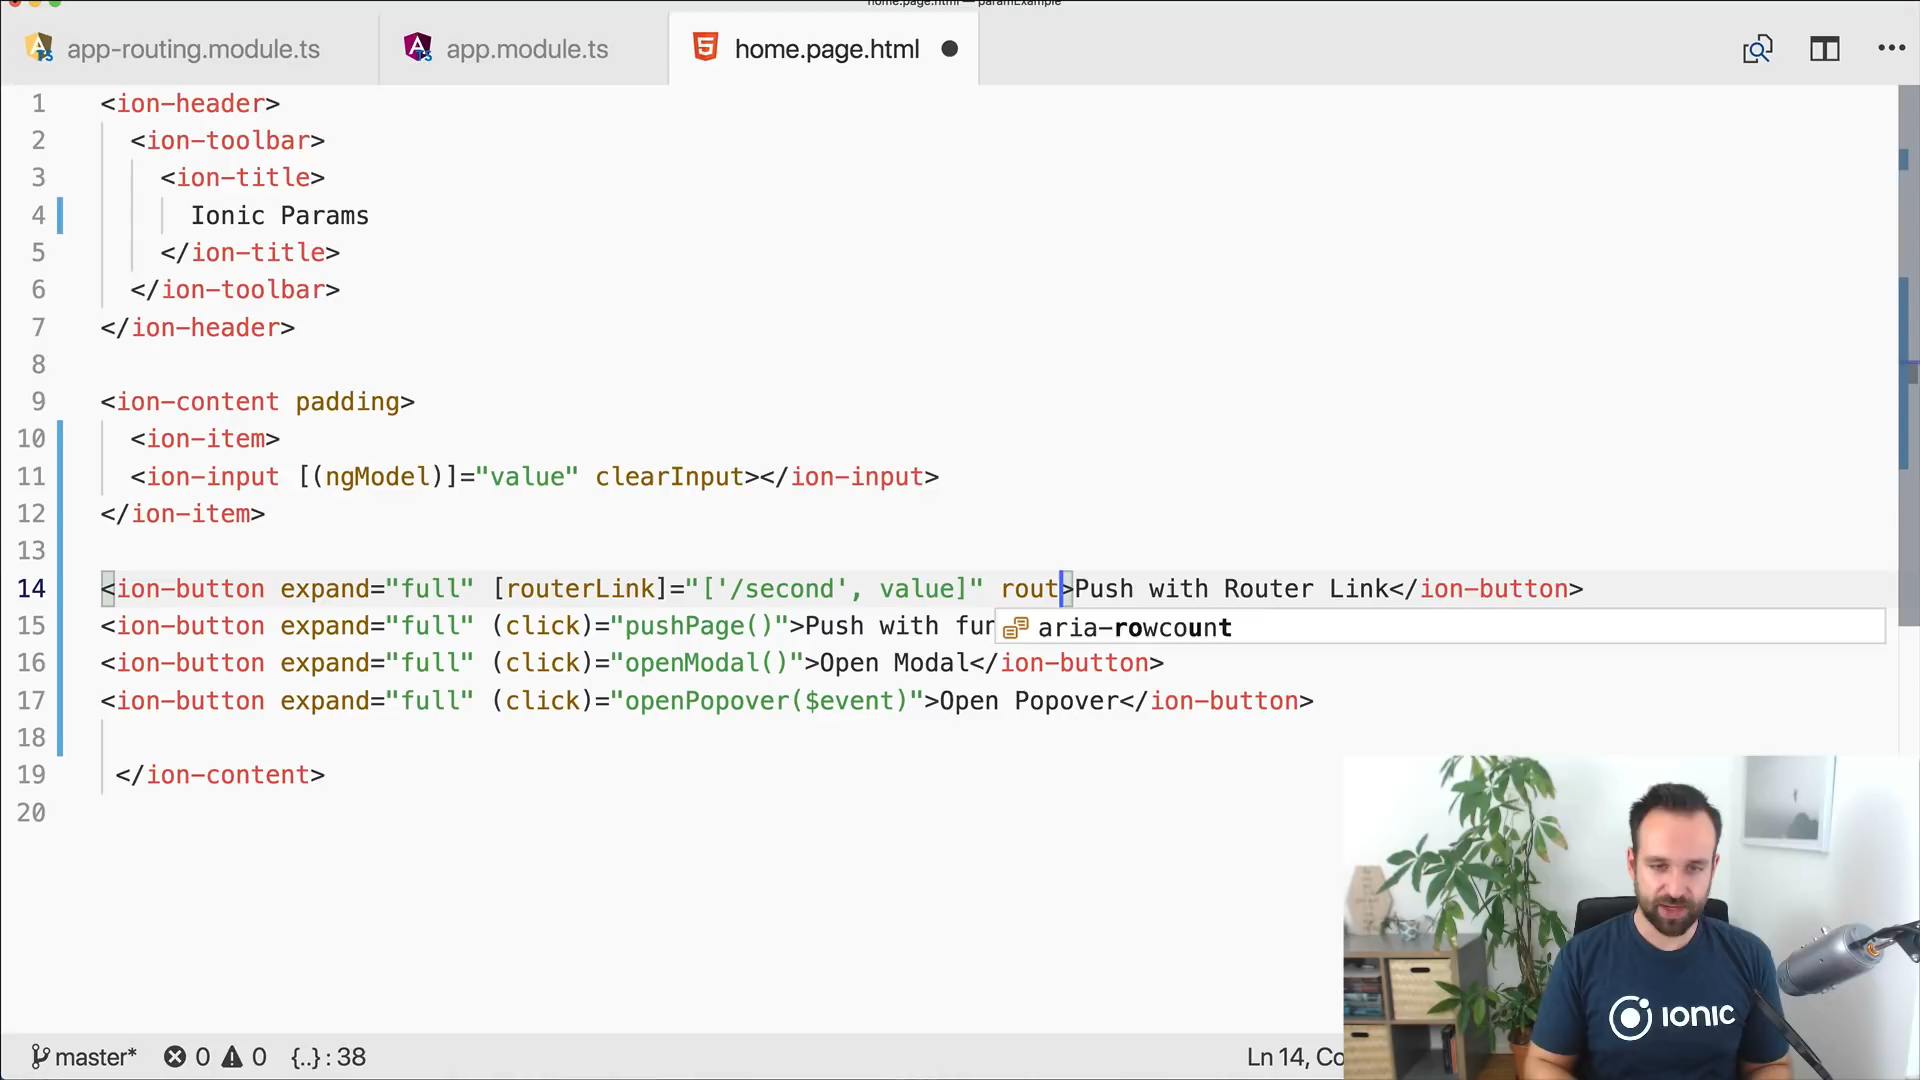 home.page.html — paramExample
app-routing.module.ts
app.module.ts
home.page.html
1 <ion-header>
2 <ion-toolbar>
3 <ion-title>
4 Ionic Params
5 </ion-title>
6 </ion-toolbar>
7 </ion-header>
8
9 <ion-content padding>
10 <ion-item>
11 <ion-input [(ngModel)]="value" clearInput></ion-input>
12 </ion-item>
13
14 <ion-button expand="full" [routerLink]="['/second', value]" rout>Push with Router Link</ion-button>
15 <ion-button expand="full" (click)="pushPage()">Push with fun
aria-rowcount
16 <ion-button expand="full" (click)="openModal()">Open Modal</ion-button>
17 <ion-button expand="full" (click)="openPopover($event)">Open Popover</ion-button>
18
19 </ion-content>
20
IONIC
master* 0 0 {..} : 38
Ln 14, Co